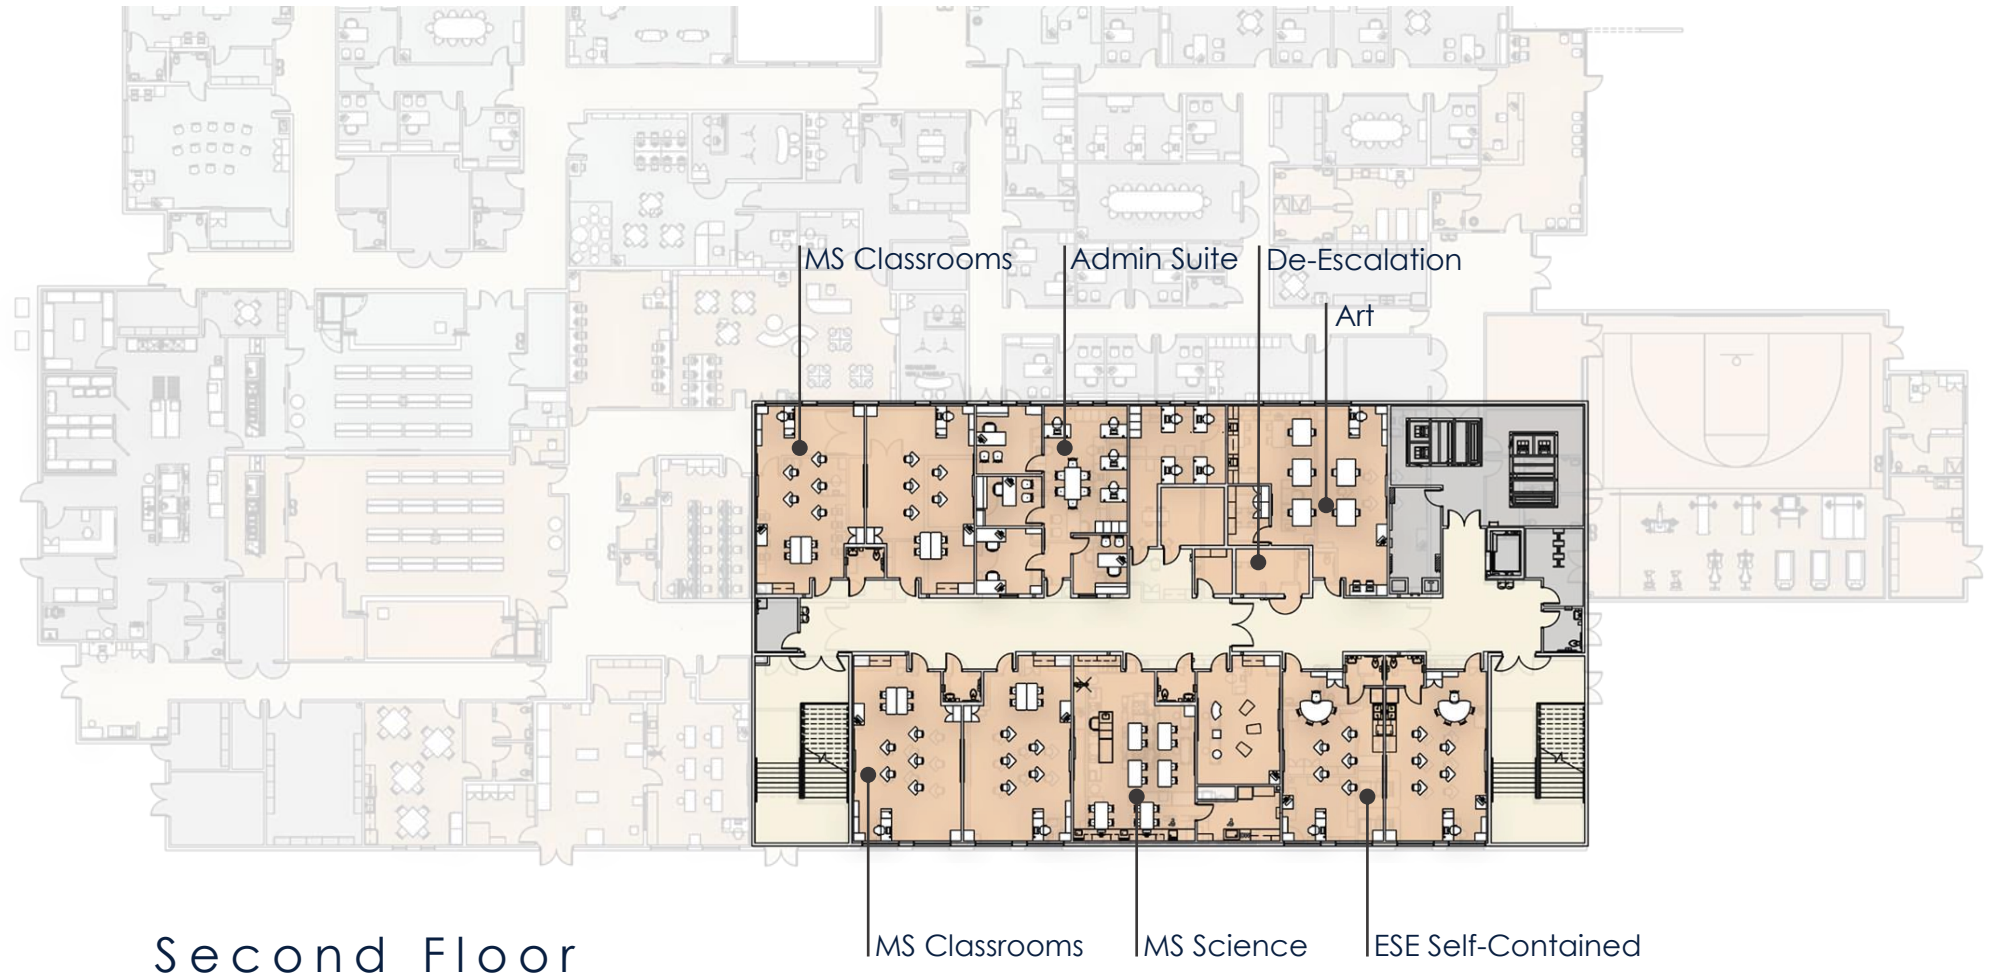 MS Classrooms
Admin Suite
De-Escalation
Art
MS Classrooms
MS Science
ESE Self-Contained
Second Floor